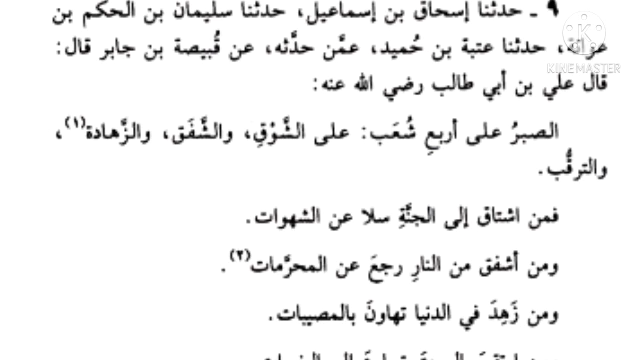 ٩ ـ حدثنا إسحاق بن إسماعيل، حدثنا سليمان بن الحكم بن
عوانة، حدثنا عتبة بن حُميد، عمَّن حدَّثه، عن قُبيصة بن جابر قال:
قال علي بن أبي طالب رضي الله عنه:
الصبرُ على أربعِ شُعَب: على الشَّوْقِ، والشَّفَق، والزَّهادة(١)،
والترقُّب.
فمن اشتاق إلى الجنَّةِ سلا عن الشهوات.
ومن أشفق من النارِ رجعَ عن المحرَّمات(٢).
ومن زَهِدَ في الدنيا تهاونَ بالمصيبات.
KINEMASTER